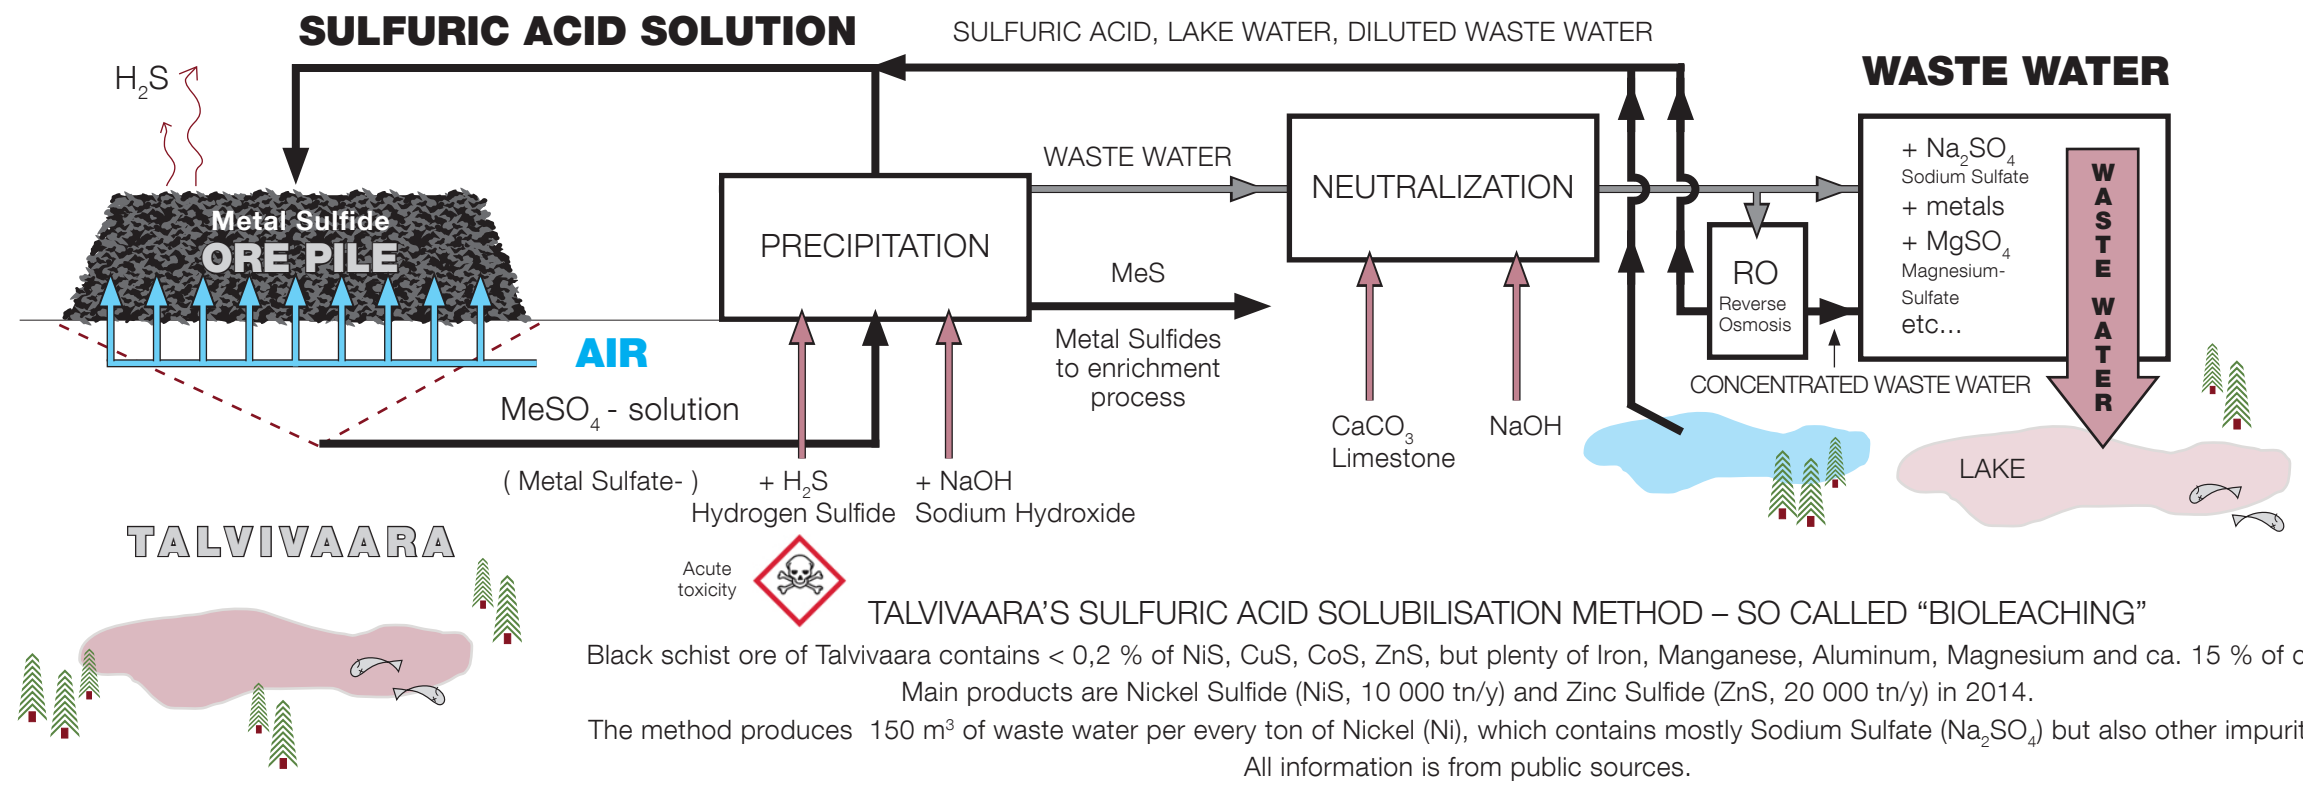 SULFURIC ACID SOLUTION
SULFURIC ACID, LAKE WATER, DILUTED WASTE WATER
WASTE WATER
H₂S
Metal Sulfide
ORE PILE
AIR
MeSO₄ - solution
( Metal Sulfate- )
PRECIPITATION
+ H₂S
Hydrogen Sulfide
+ NaOH
Sodium Hydroxide
Acute
toxicity
WASTE WATER
MeS
Metal Sulfides
to enrichment
process
NEUTRALIZATION
CaCO₃
Limestone
NaOH
RO
Reverse
Osmosis
CONCENTRATED WASTE WATER
+ Na₂SO₄
Sodium Sulfate
+ metals
+ MgSO₄
Magnesium-
Sulfate
etc...
WASTE WATER
LAKE
TALVIVAARA
TALVIVAARA'S SULFURIC ACID SOLUBILISATION METHOD – SO CALLED “BIOLEACHING”
Black schist ore of Talvivaara contains < 0,2 % of NiS, CuS, CoS, ZnS, but plenty of Iron, Manganese, Aluminum, Magnesium and ca. 15 % of
Main products are Nickel Sulfide (NiS, 10 000 tn/y) and Zinc Sulfide (ZnS, 20 000 tn/y) in 2014.
The method produces 150 m³ of waste water per every ton of Nickel (Ni), which contains mostly Sodium Sulfate (Na₂SO₄) but also other
All information is from public sources.